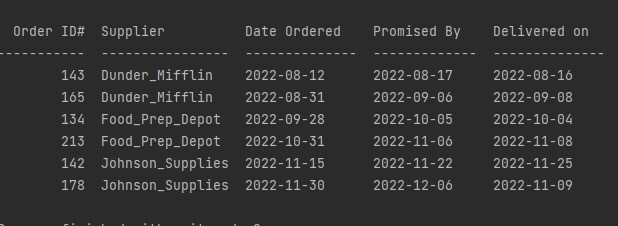 Order ID#  Supplier          Date Ordered    Promised By    Delivered on
-----------  ----------------  --------------  -------------  --------------
143  Dunder_Mifflin    2022-08-12      2022-08-17     2022-08-16
165  Dunder_Mifflin    2022-08-31      2022-09-06     2022-09-08
134  Food_Prep_Depot   2022-09-28      2022-10-05     2022-10-04
213  Food_Prep_Depot   2022-10-31      2022-11-06     2022-11-08
142  Johnson_Supplies  2022-11-15      2022-11-22     2022-11-25
178  Johnson_Supplies  2022-11-30      2022-12-06     2022-11-09